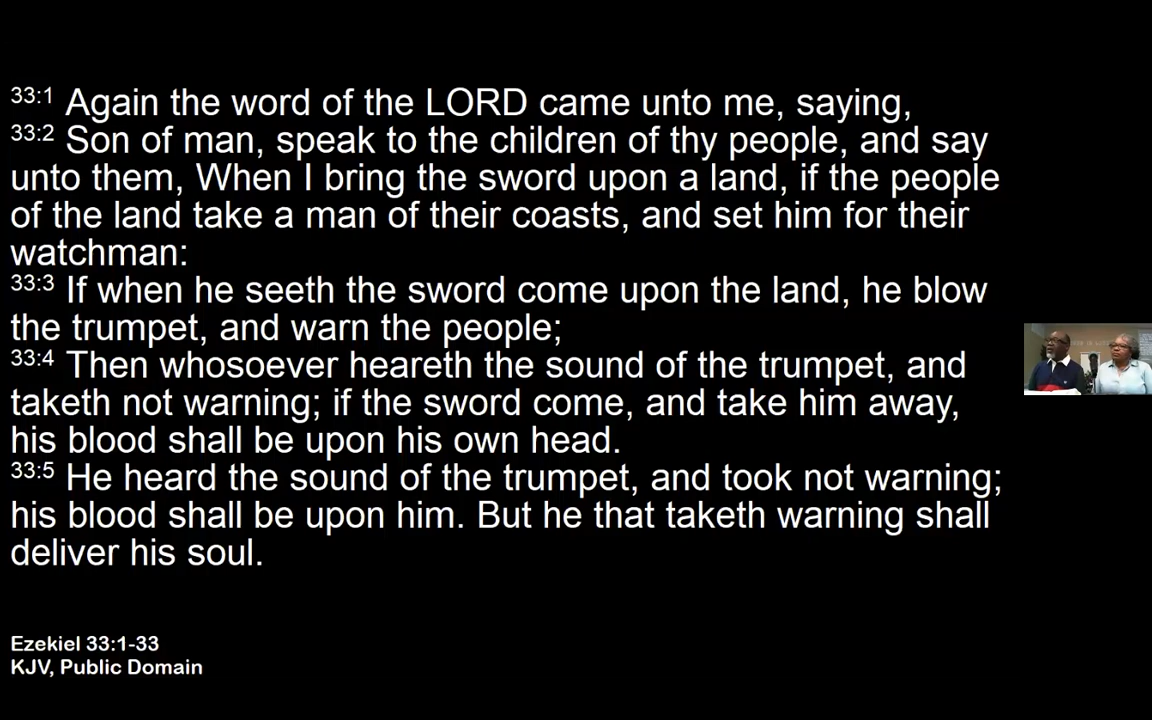 33:1 Again the word of the LORD came unto me, saying,
33:2 Son of man, speak to the children of thy people, and say
unto them, When I bring the sword upon a land, if the people
of the land take a man of their coasts, and set him for their
watchman:
33:3 If when he seeth the sword come upon the land, he blow
the trumpet, and warn the people;
33:4 Then whosoever heareth the sound of the trumpet, and
taketh not warning; if the sword come, and take him away,
his blood shall be upon his own head.
33:5 He heard the sound of the trumpet, and took not warning;
his blood shall be upon him. But he that taketh warning shall
deliver his soul.
Ezekiel 33:1-33
KJV, Public Domain